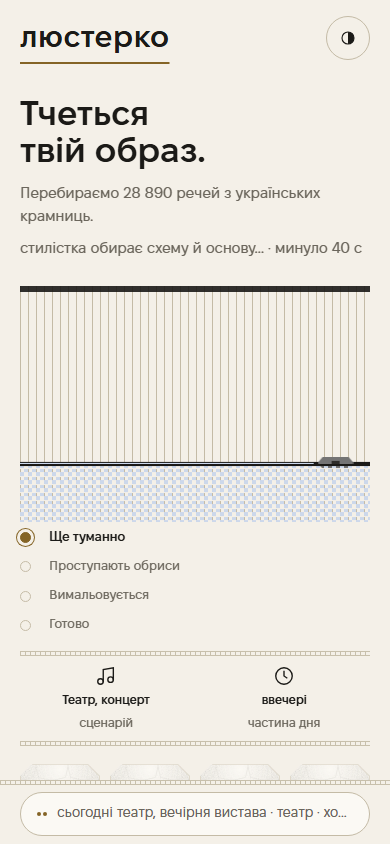 люстерко
Тчеться
твій образ.
Перебираємо 28 890 речей з українських
крамниць.
стилістка обирає схему й основу... · минуло 40 с
Ще туманно
Проступають обриси
Вимальовується
Готово
Театр, концерт
сценарій
ввечері
частина дня
сьогодні театр, вечірня вистава · театр · хо...